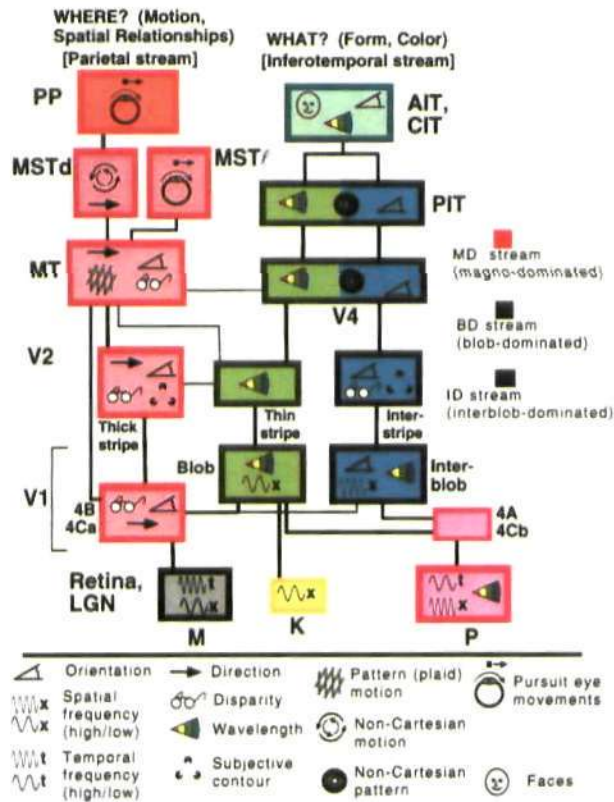 WHERE? (Motion,
Spatial Relationships)
[Parietal stream]
WHAT? (Form, Color)
[Inferotemporal stream]
PP
AIT,
CIT
MSTd
MSTl
PIT
MT
V4
MD stream
(magno-dominated)
BD stream
(blob-dominated)
ID stream
(interblob-dominated)
V2
Thick
stripe
Thin
stripe
Inter-
stripe
V1
Blob
Inter-
blob
x
x
4B
4Ca
4A
4Cb
Retina,
LGN
t
x
x
t
x
M
K
P
Orientation
Direction
Pattern (plaid)
motion
Pursuit eye
movements
x
x
Spatial
frequency
(high/low)
Disparity
Wavelength
Non-Cartesian
motion
t
t
Temporal
frequency
(high/low)
Subjective
contour
Non-Cartesian
pattern
Faces